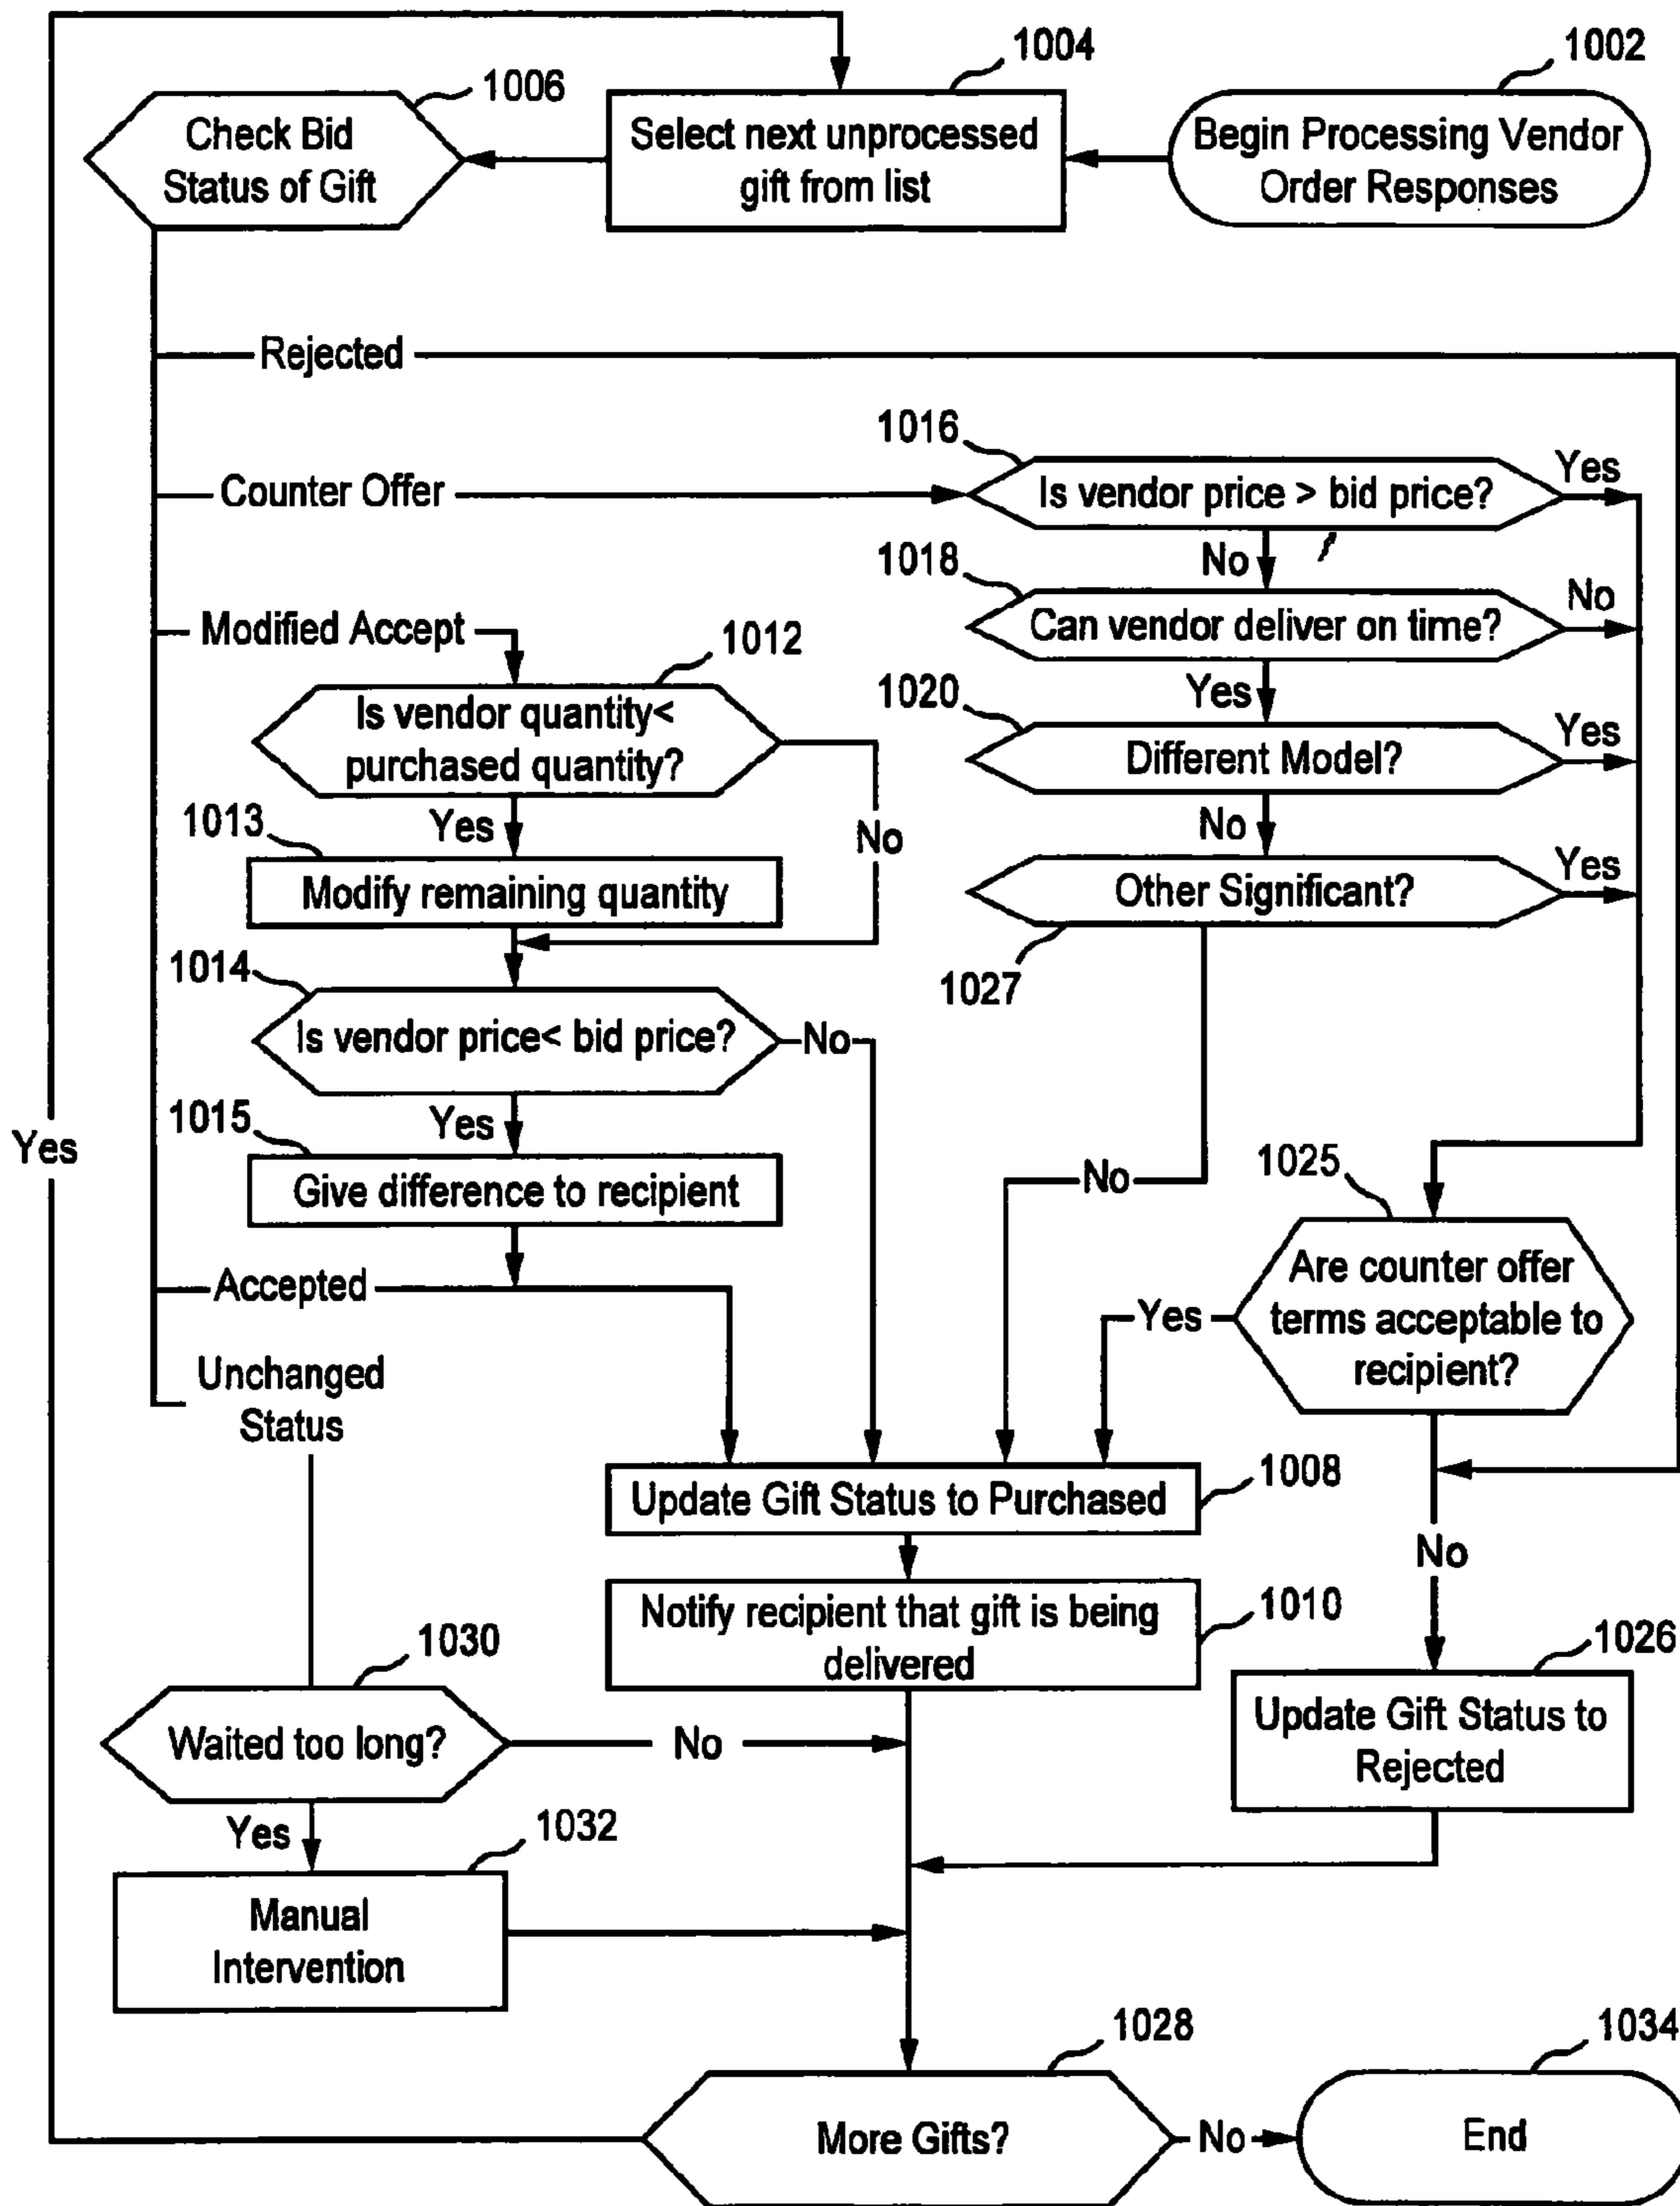 1004
1002
1006
Check Bid
Status of Gift
Select next unprocessed
gift from list
Begin Processing Vendor
Order Responses
Rejected
1016
Counter Offer
Is vendor price > bid price?
Yes
No
1018
Can vendor deliver on time?
No
Modified Accept
1012
Yes
1020
Is vendor quantity<
purchased quantity?
Different Model?
Yes
1013
Yes
No
No
Modify remaining quantity
Other Significant?
Yes
1027
1014
Is vendor price< bid price?
No
Yes
1015
Yes
Give difference to recipient
No
1025
Accepted
Are counter offer
terms acceptable to
recipient?
Yes
Unchanged
Status
Update Gift Status to Purchased
1008
No
Notify recipient that gift is being
delivered
1010
1030
1026
Waited too long?
No
Update Gift Status to
Rejected
Yes
1032
Manual
Intervention
1028
1034
More Gifts?
No
End